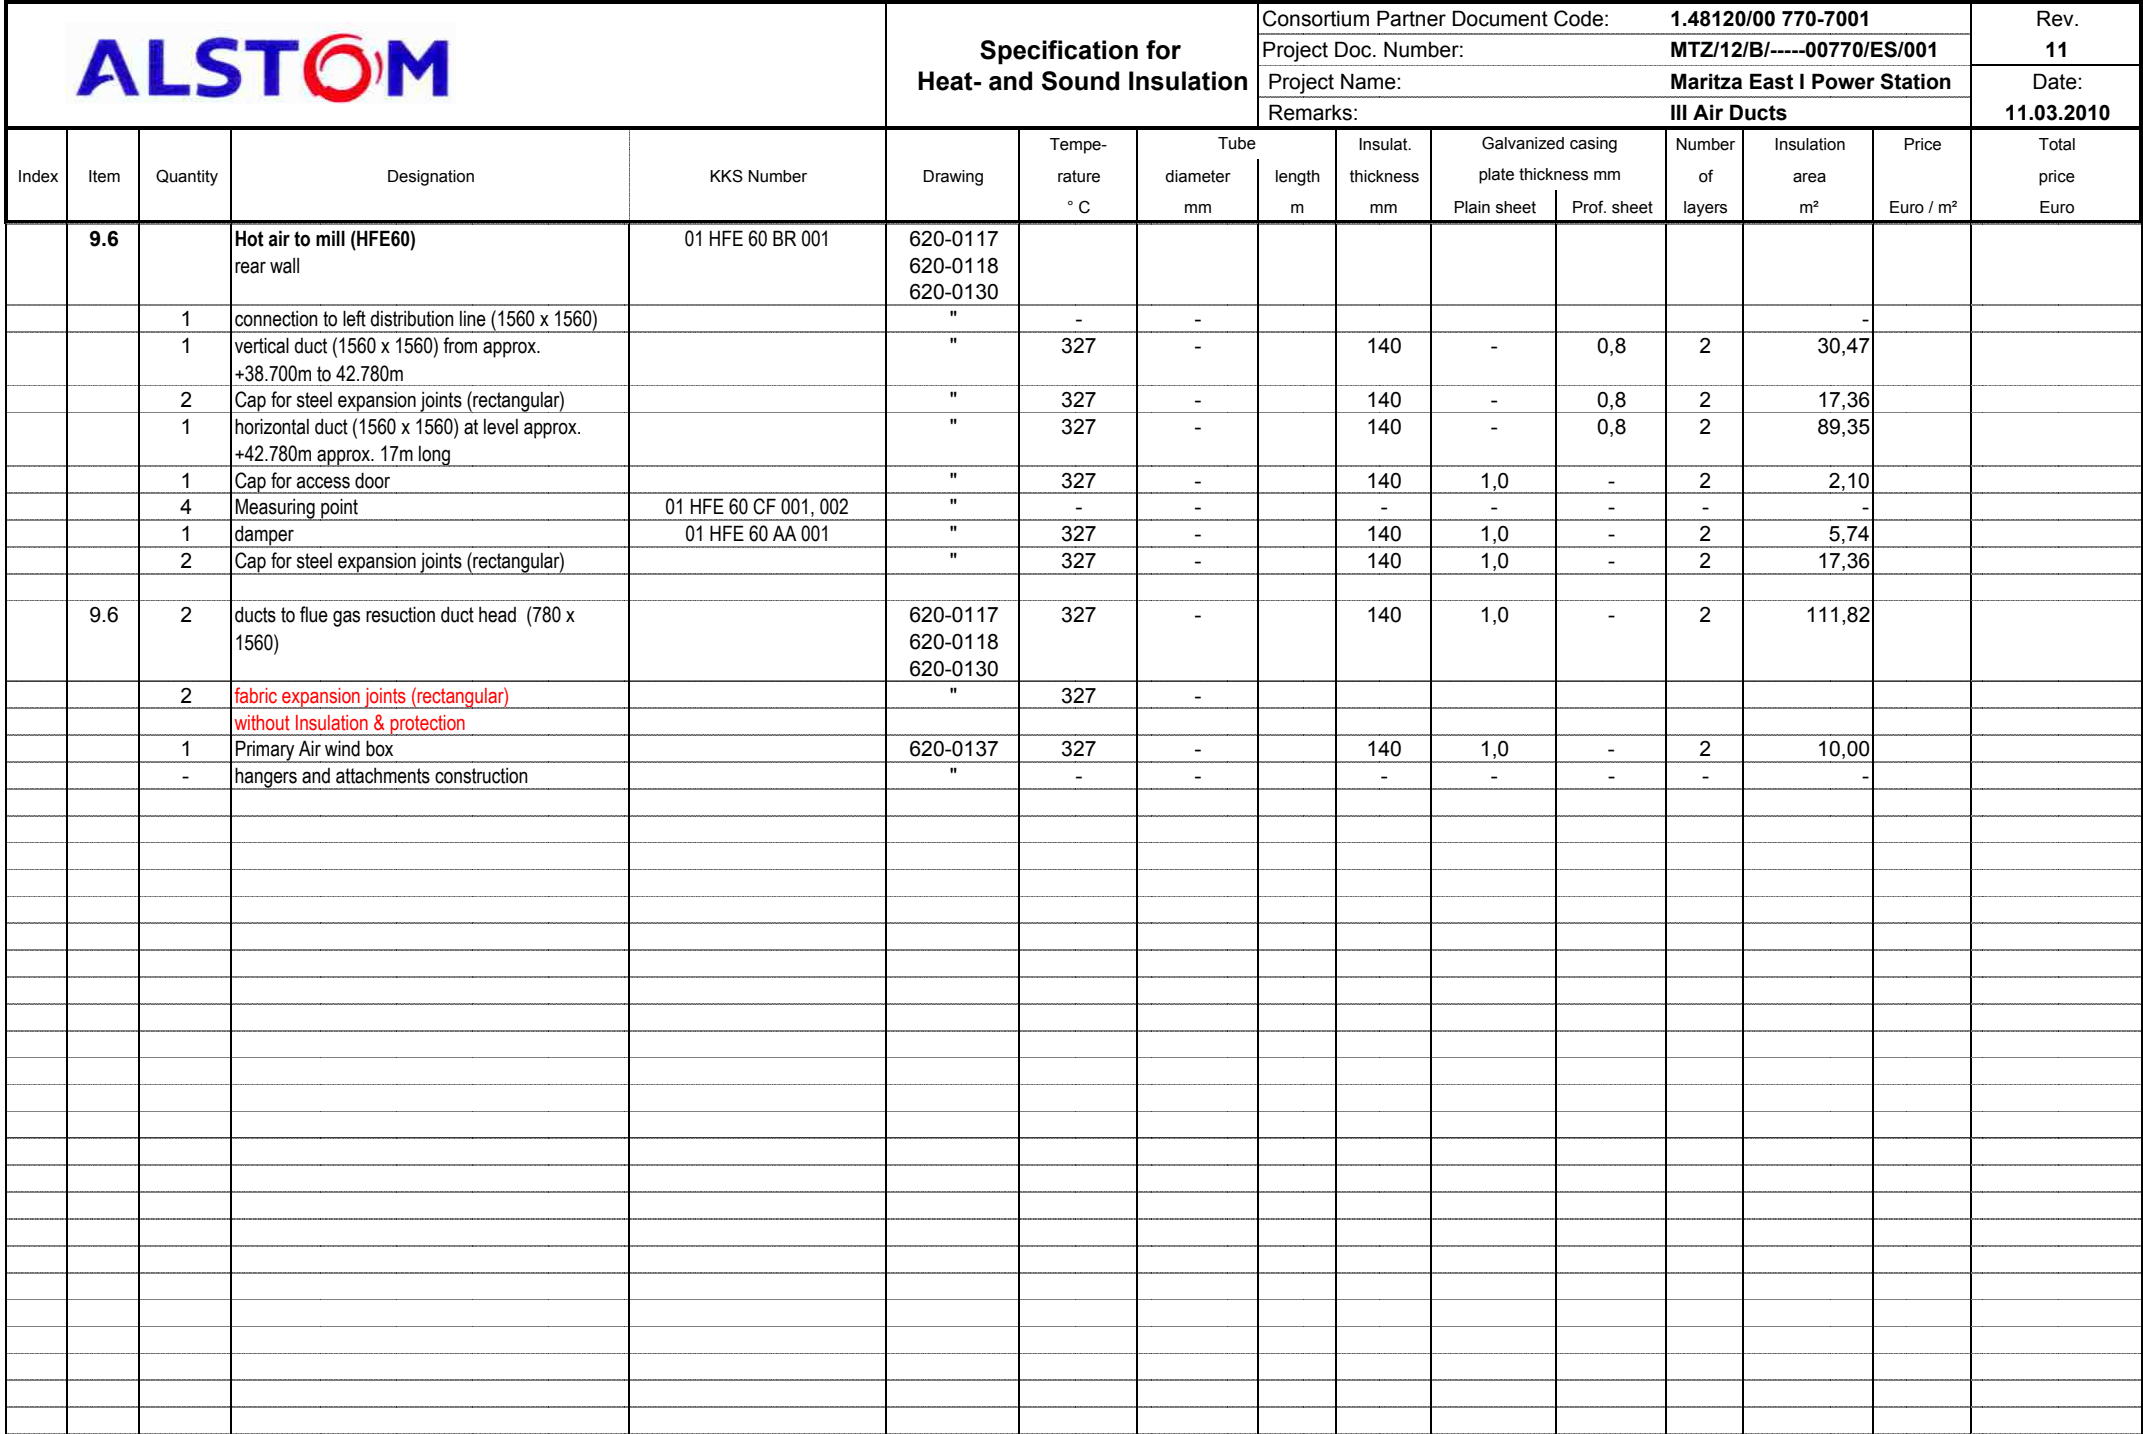 ALSTOM
Specification for
Heat- and Sound Insulation
Consortium Partner Document Code: 1.48120/00 770-7001
Project Doc. Number: MTZ/12/B/-----00770/ES/001
Project Name: Maritza East I Power Station
Remarks: III Air Ducts
Rev.
11
Date:
11.03.2010
Index Item Quantity Designation KKS Number Drawing
Tempe-
rature
° C
Tube
diameter length
mm m
Insulat.
thickness
mm
Galvanized casing
plate thickness mm
Plain sheet Prof. sheet
Number
of
layers
Insulation
area
m²
Price
Euro / m²
Total
price
Euro
9.6 Hot air to mill (HFE60) 01 HFE 60 BR 001 620-0117
rear wall 620-0118
620-0130
1 connection to left distribution line (1560 x 1560) " - - -
1 vertical duct (1560 x 1560) from approx. " 327 - 140 - 0,8 2 30,47
+38.700m to 42.780m
2 Cap for steel expansion joints (rectangular) " 327 - 140 - 0,8 2 17,36
1 horizontal duct (1560 x 1560) at level approx. " 327 - 140 - 0,8 2 89,35
+42.780m approx. 17m long
1 Cap for access door " 327 - 140 1,0 - 2 2,10
4 Measuring point 01 HFE 60 CF 001, 002 " - - - - - - -
1 damper 01 HFE 60 AA 001 " 327 - 140 1,0 - 2 5,74
2 Cap for steel expansion joints (rectangular) " 327 - 140 1,0 - 2 17,36
9.6 2 ducts to flue gas resuction duct head (780 x 620-0117 327 - 140 1,0 - 2 111,82
1560) 620-0118
620-0130
2 fabric expansion joints (rectangular) " 327 -
without Insulation & protection
1 Primary Air wind box 620-0137 327 - 140 1,0 - 2 10,00
- hangers and attachments construction " - - - - - - -